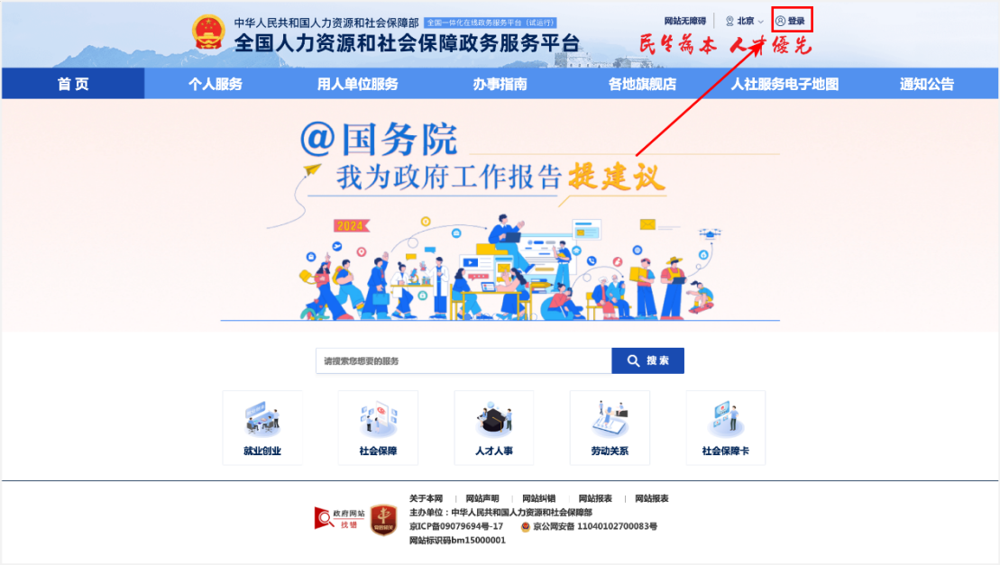 中华人民共和国人力资源和社会保障部 全国一体化在线政务服务平台（试运行）
全国人力资源和社会保障政务服务平台
网站无障碍 北京 登录
民生为本 人才優先
首页 个人服务 用人单位服务 办事指南 各地旗舰店 人社服务电子地图 通知公告
@国务院
我为政府工作报告提建议
2024
请搜索您想要的服务 搜索
就业创业 社会保障 人才人事 劳动关系 社会保障卡
关于本网 | 网站声明 | 网站纠错 | 网站报表 | 网站报表
主办单位：中华人民共和国人力资源和社会保障部
京ICP备09079694号-17 京公网安备 11040102700083号
网站标识码bm15000001
政府网站
找错